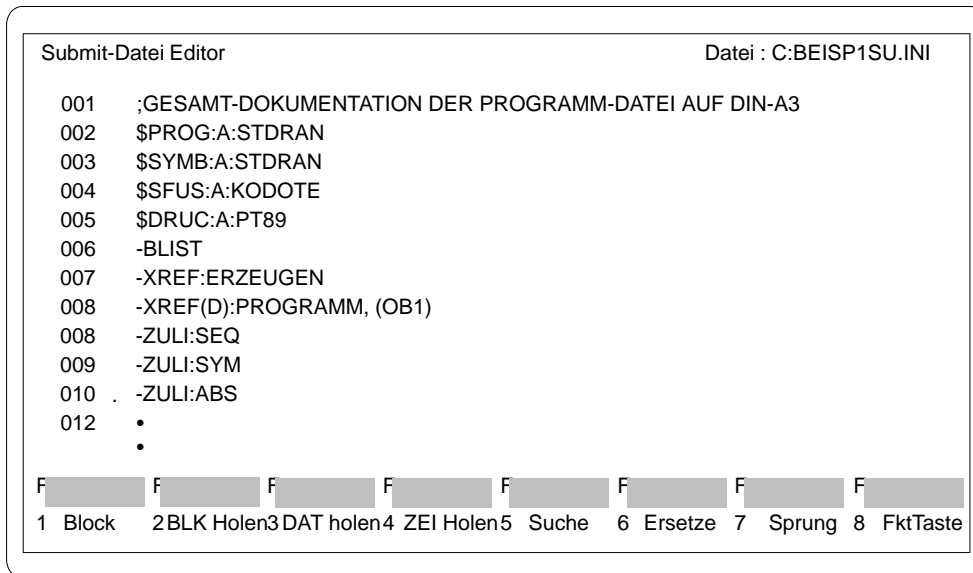 Submit-Datei Editor Datei : C:BEISP1SU.INI
001 ;GESAMT-DOKUMENTATION DER PROGRAMM-DATEI AUF DIN-A3
002 $PROG:A:STDRAN
003 $SYMB:A:STDRAN
004 $SFUS:A:KODOTE
005 $DRUC:A:PT89
006 -BLIST
007 -XREF:ERZEUGEN
008 -XREF(D):PROGRAMM, (OB1)
008 -ZULI:SEQ
009 -ZULI:SYM
010 . -ZULI:ABS
012 •
•
F F F F F F F F
1 Block 2 BLK Holen 3 DAT holen 4 ZEI Holen 5 Suche 6 Ersetze 7 Sprung 8 FktTaste